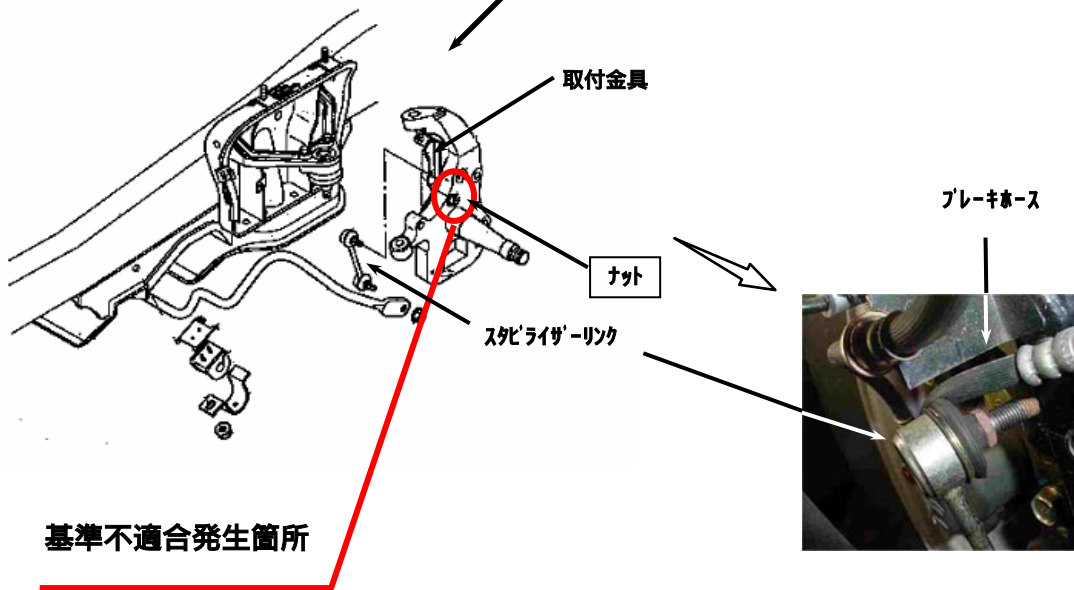 取付金具
ﾌﾞﾚｰｷﾎｰｽ
ﾅｯﾄ
ｽﾀﾋﾞﾗｲｻﾞｰﾘﾝｸ
基準不適合発生箇所